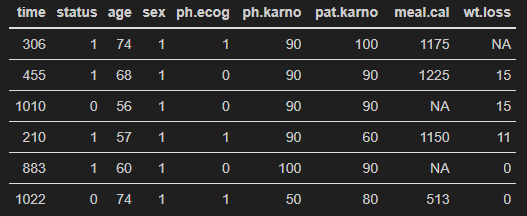 time status age sex ph.ecog ph.karno pat.karno meal.cal wt.loss
306 1 74 1 1 90 100 1175 NA
455 1 68 1 0 90 90 1225 15
1010 0 56 1 0 90 90 NA 15
210 1 57 1 1 90 60 1150 11
883 1 60 1 0 100 90 NA 0
1022 0 74 1 1 50 80 513 0